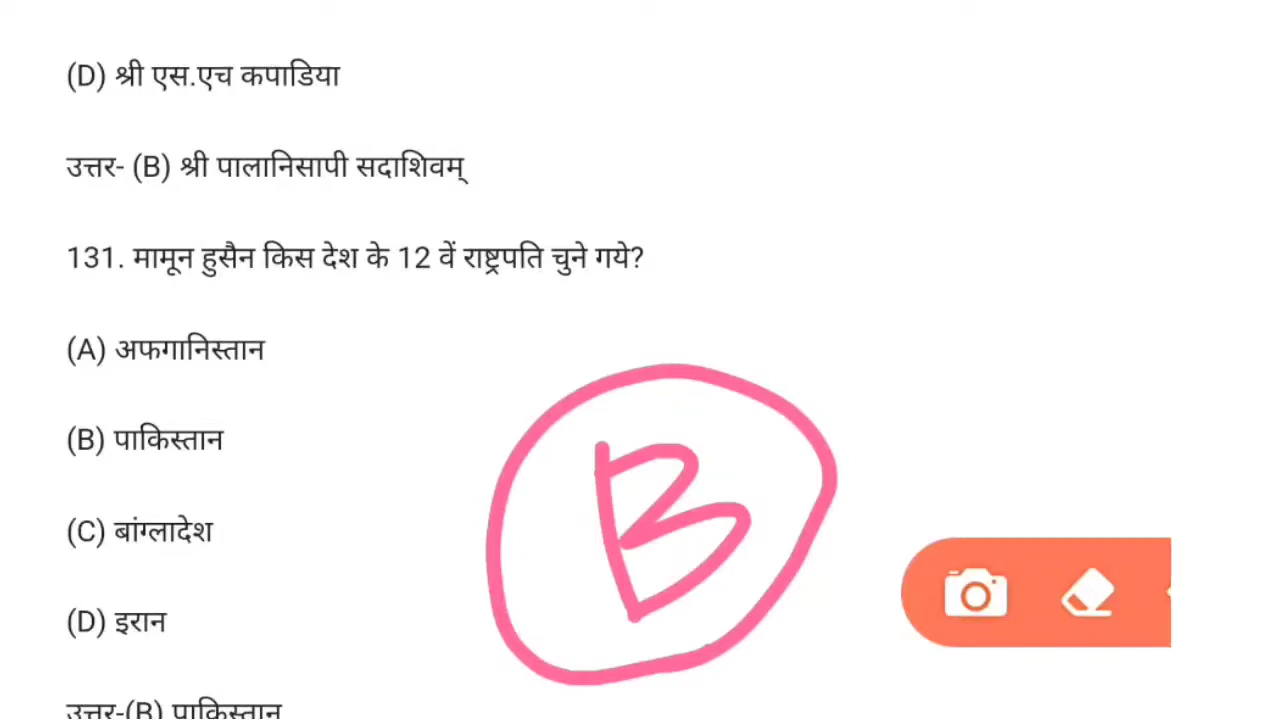 (D) श्री एस.एच कपाडिया
उत्तर- (B) श्री पालानिसापी सदाशिवम्
131. मामून हुसैन किस देश के 12 वें राष्ट्रपति चुने गये?
(A) अफगानिस्तान
(B) पाकिस्तान
B
(C) बांग्लादेश
(D) इरान
उत्तर-(B) पाकिस्तान